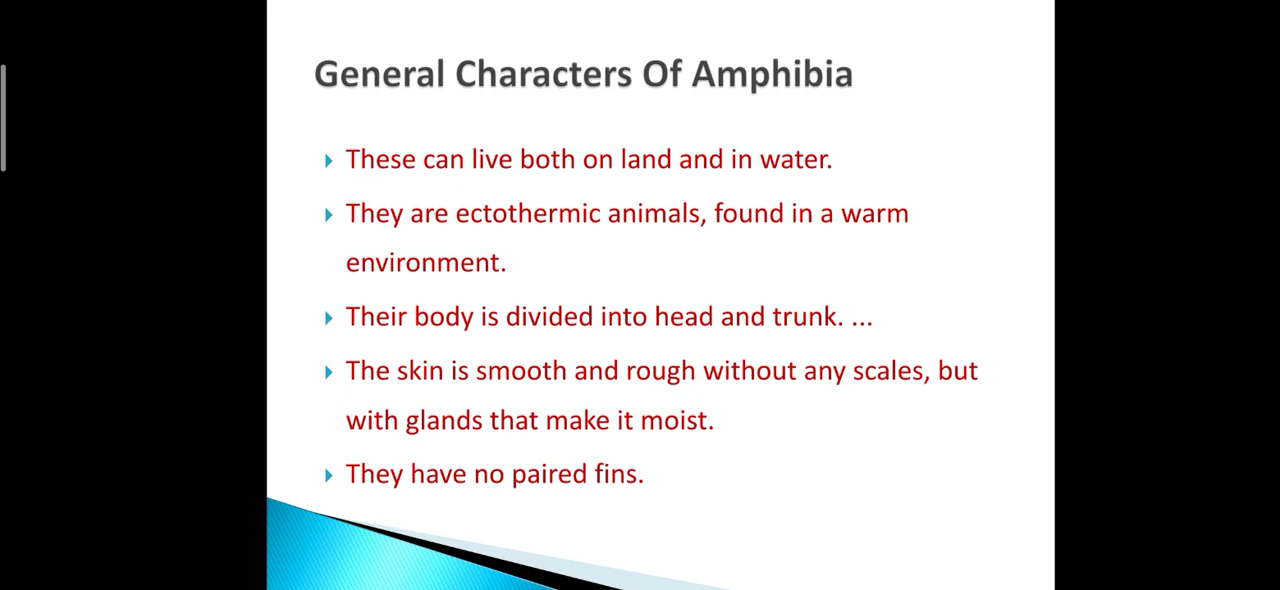 General Characters Of Amphibia
These can live both on land and in water.
They are ectothermic animals, found in a warm
environment.
Their body is divided into head and trunk. ...
The skin is smooth and rough without any scales, but
with glands that make it moist.
They have no paired fins.